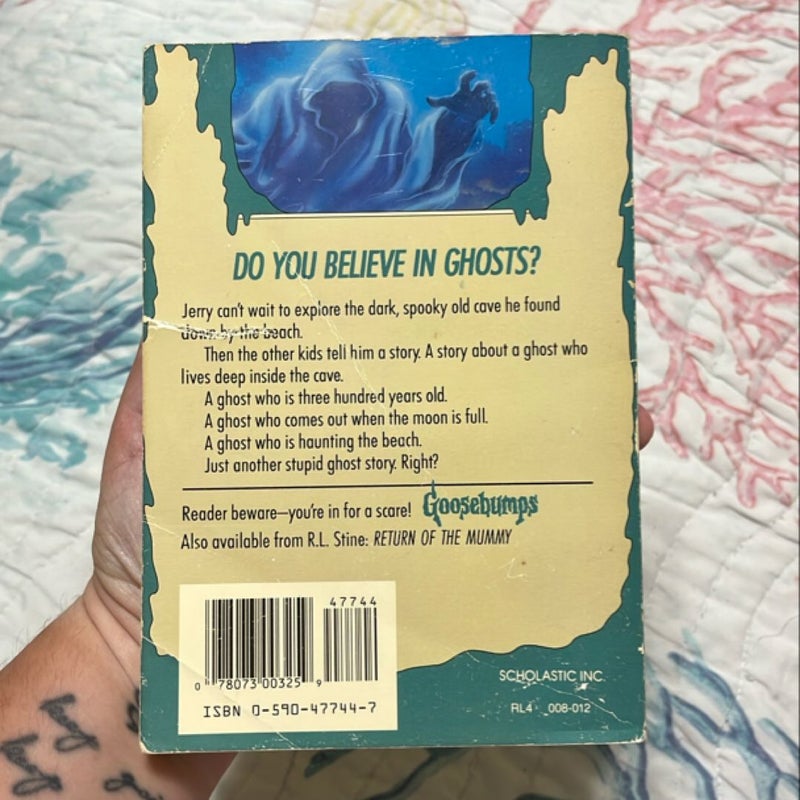 DO YOU BELIEVE IN GHOSTS?
Jerry can't wait to explore the dark, spooky old cave he found
down by the beach.
Then the other kids tell him a story. A story about a ghost who
lives deep inside the cave.
A ghost who is three hundred years old.
A ghost who comes out when the moon is full.
A ghost who is haunting the beach.
Just another stupid ghost story. Right?
Reader beware—you're in for a scare! Goosebumps
Also available from R.L. Stine: RETURN OF THE MUMMY
47744
0 78073 00325 9
ISBN 0-590-47744-7
SCHOLASTIC INC.
RL4 008-012